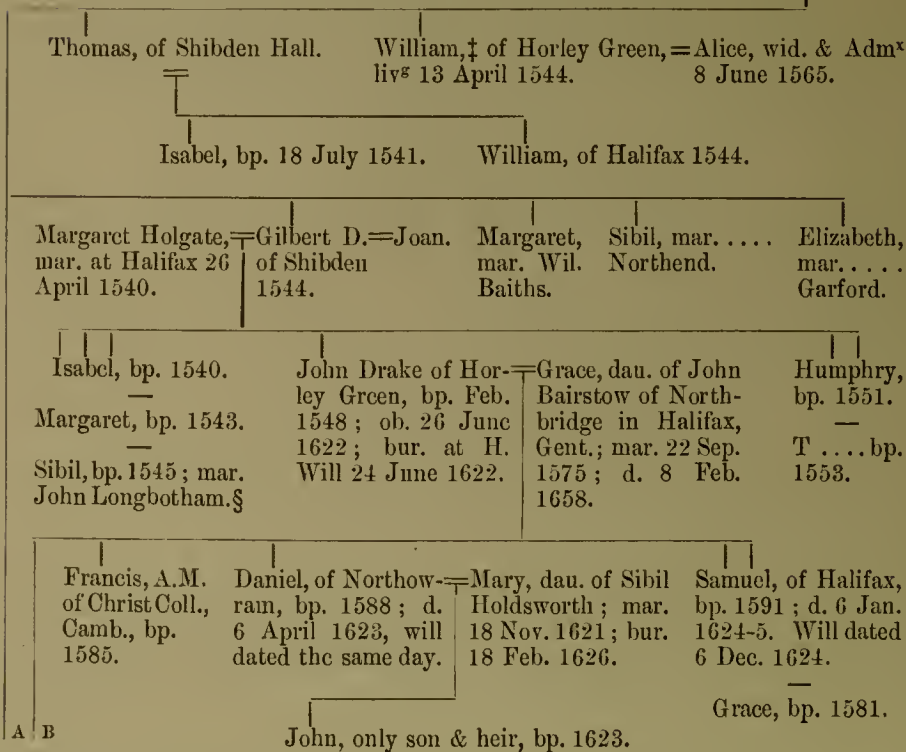 Thomas, of Shibden Hall.
William,‡ of Horley Green,=Alice, wid. & Admˣ
livᵍ 13 April 1544. 8 June 1565.
Isabel, bp. 18 July 1541. William, of Halifax 1544.
Margaret Holgate,
mar. at Halifax 26
April 1540.
Gilbert D.=Joan.
of Shibden
1544.
Margaret,
mar. Wil.
Baiths.
Sibil, mar.....
Northend.
Elizabeth,
mar.....
Garford.
Isabel, bp. 1540.
—
Margaret, bp. 1543.
—
Sibil, bp. 1545; mar.
John Longbotham.§
John Drake of Hor-
ley Green, bp. Feb.
1548; ob. 26 June
1622; bur. at H.
Will 24 June 1622.
Grace, dau. of John
Bairstow of North-
bridge in Halifax,
Gent.; mar. 22 Sep.
1575; d. 8 Feb.
1658.
Humphry,
bp. 1551.
—
T ....bp.
1553.
Francis, A.M.
of Christ Coll.,
Camb., bp.
1585.
Daniel, of Northow-
ram, bp. 1588; d.
6 April 1623, will
dated the same day.
Mary, dau. of Sibil
Holdsworth; mar.
18 Nov. 1621; bur.
18 Feb. 1626.
Samuel, of Halifax,
bp. 1591; d. 6 Jan.
1624-5. Will dated
6 Dec. 1624.
—
Grace, bp. 1581.
A B
John, only son & heir, bp. 1623.